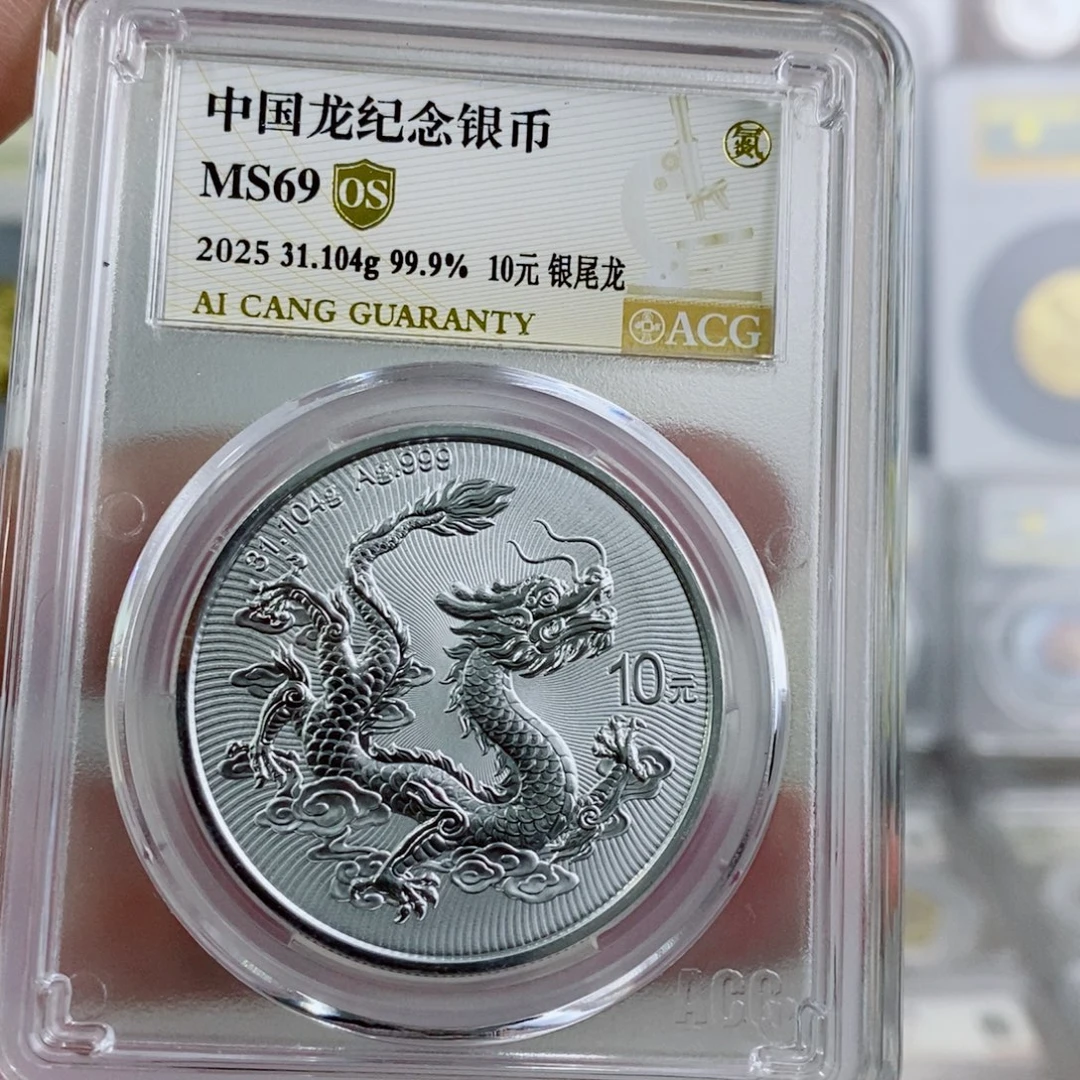 中国龙纪念银币
氮
MS69 OS
2025 31.104g 99.9% 10元 银尾龙
AI CANG GUARANTY
ACG
31.104g Ag.999
10元
ACG